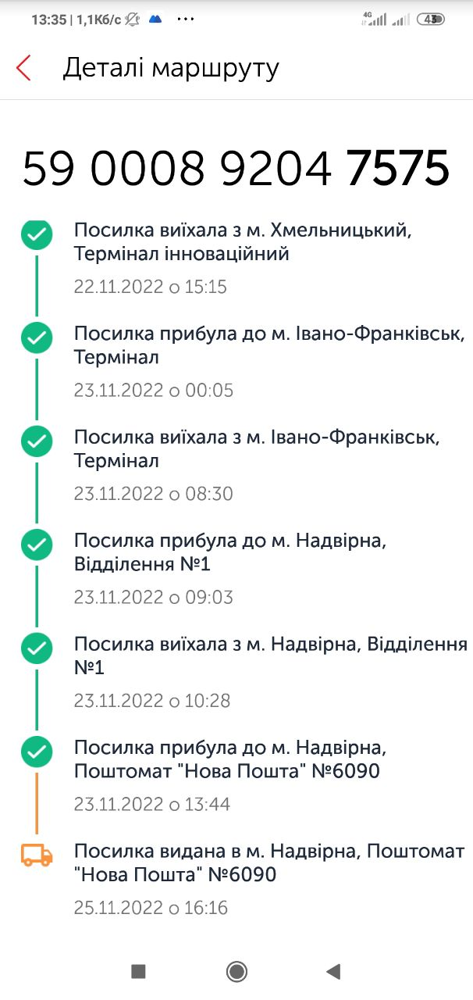 13:35 | 1,1Кб/с ...
4G 43
Деталі маршруту
59 0008 9204 7575
Посилка виїхала з м. Хмельницький,
Термінал інноваційний
22.11.2022 о 15:15
Посилка прибула до м. Івано-Франківськ,
Термінал
23.11.2022 о 00:05
Посилка виїхала з м. Івано-Франківськ,
Термінал
23.11.2022 о 08:30
Посилка прибула до м. Надвірна,
Відділення №1
23.11.2022 о 09:03
Посилка виїхала з м. Надвірна, Відділення
№1
23.11.2022 о 10:28
Посилка прибула до м. Надвірна,
Поштомат "Нова Пошта" №6090
23.11.2022 о 13:44
Посилка видана в м. Надвірна, Поштомат
"Нова Пошта" №6090
25.11.2022 о 16:16